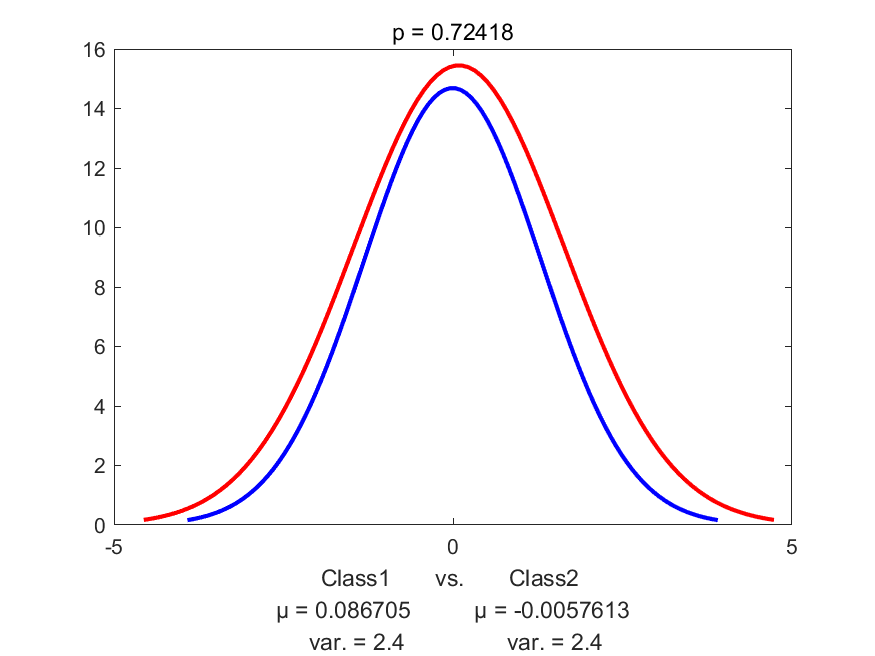 p = 0.72418
16
14
12
10
8
6
4
2
0
-5 0 5
Class1 vs. Class2
μ = 0.086705 μ = -0.0057613
var. = 2.4 var. = 2.4